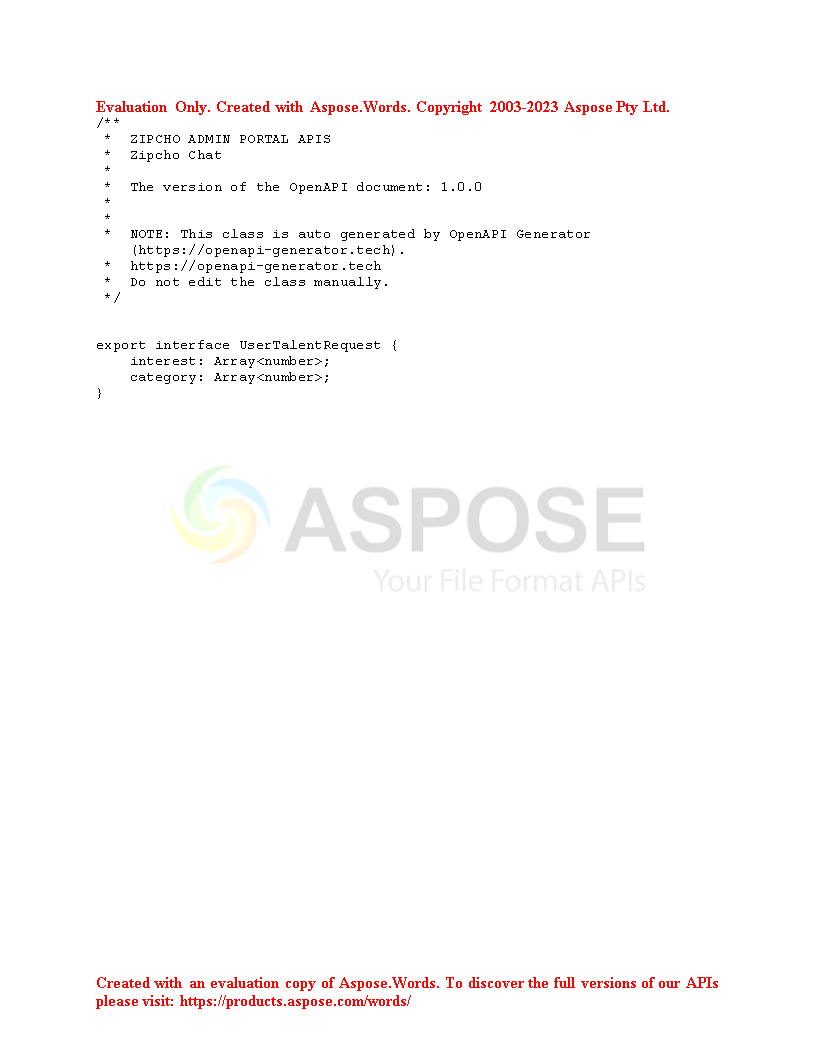 Evaluation Only. Created with Aspose.Words. Copyright 2003-2023 Aspose Pty Ltd.
/**
 *  ZIPCHO ADMIN PORTAL APIS
 *  Zipcho Chat
 *
 *  The version of the OpenAPI document: 1.0.0
 *
 *
 *  NOTE: This class is auto generated by OpenAPI Generator
    (https://openapi-generator.tech).
 *  https://openapi-generator.tech
 *  Do not edit the class manually.
 */
export interface UserTalentRequest {
    interest: Array<number>;
    category: Array<number>;
}
ASPOSE
Your File Format APIs
Created with an evaluation copy of Aspose.Words. To discover the full versions of our APIs
please visit: https://products.aspose.com/words/